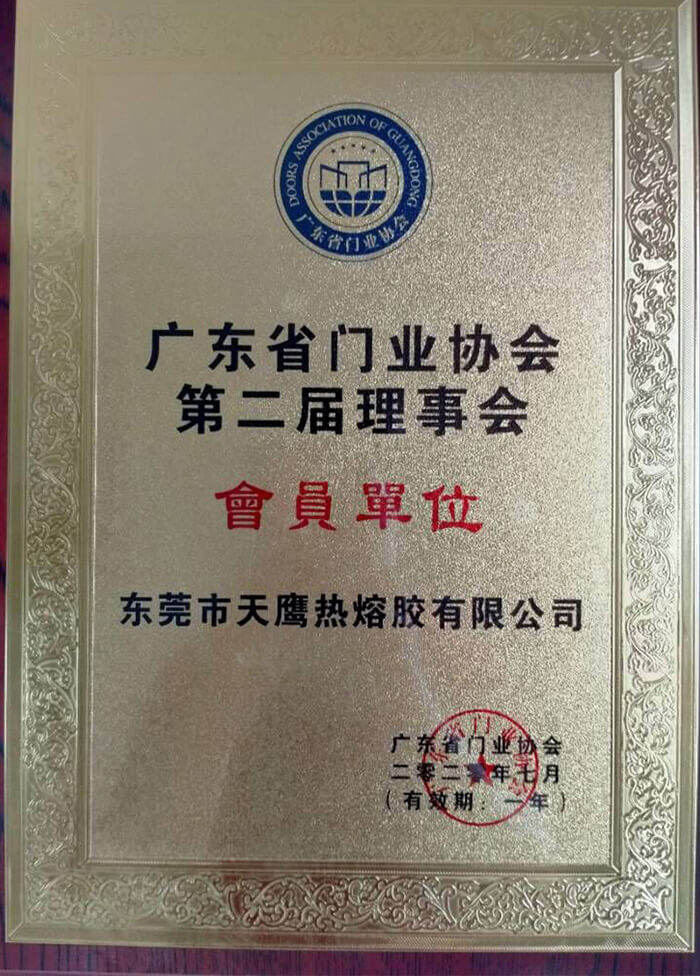 DOORS ASSOCIATION OF GUANGDONG
广东省门业协会
广东省门业协会
第二届理事会
會員單位
东莞市天鹰热熔胶有限公司
广东省门业协会
二零二零年七月
(有效期：一年)